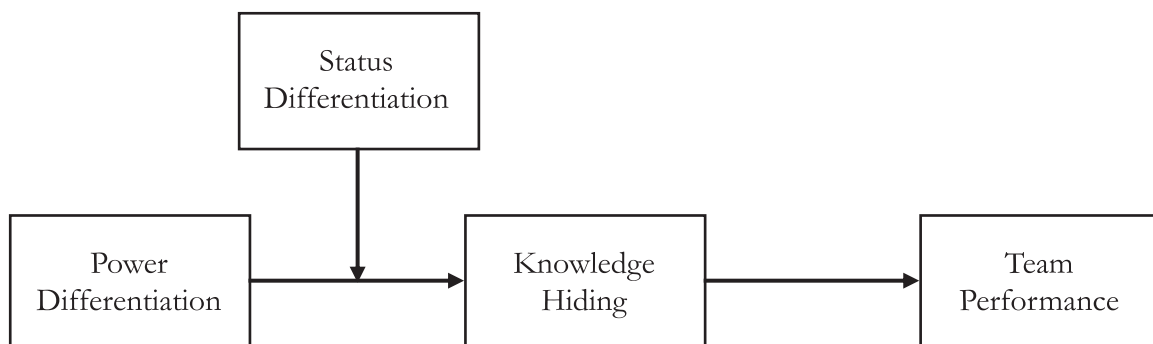 Status
Differentiation
Power
Differentiation
Knowledge
Hiding
Team
Performance